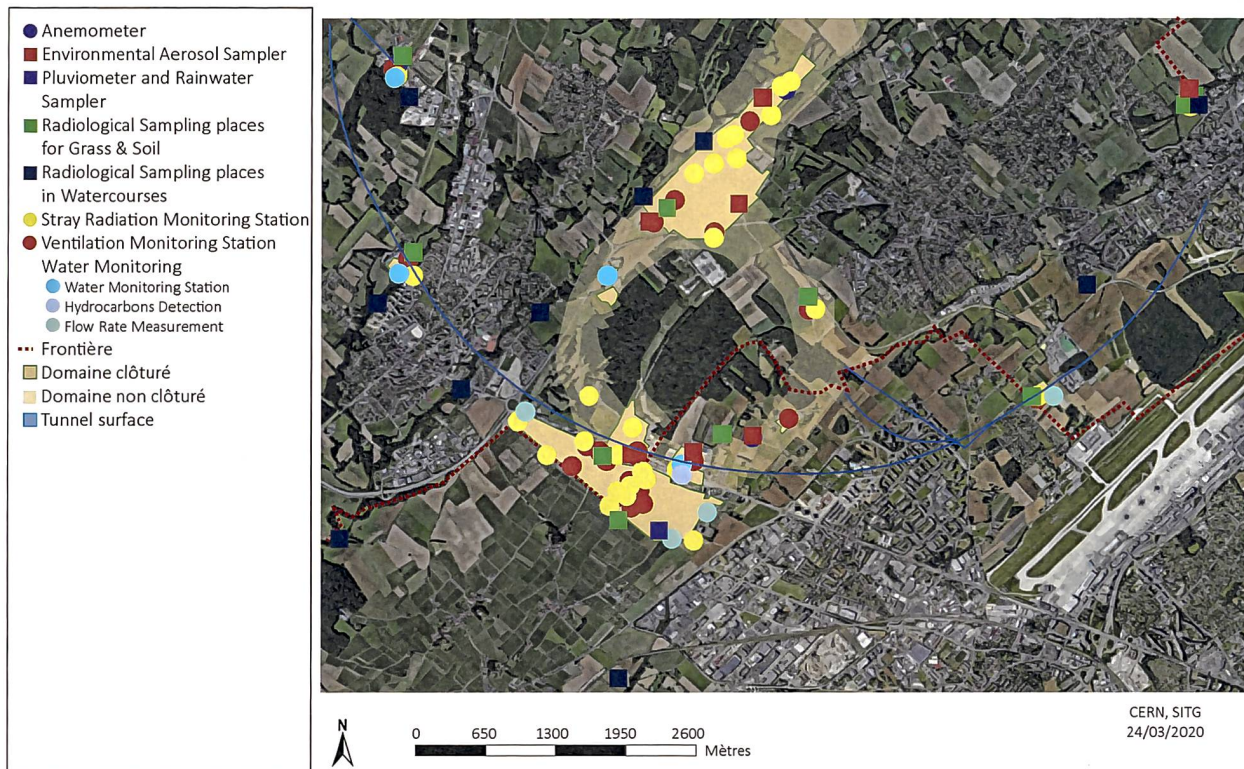 Anemometer
Environmental Aerosol Sampler
Pluviometer and Rainwater
Sampler
Radiological Sampling places
for Grass & Soil
Radiological Sampling places
in Watercourses
Stray Radiation Monitoring Station
Ventilation Monitoring Station
Water Monitoring
Water Monitoring Station
Hydrocarbons Detection
Flow Rate Measurement
Frontière
Domaine clôturé
Domaine non clôturé
Tunnel surface
N
0 650 1300 1950 2600
Mètres
CERN, SITG
24/03/2020